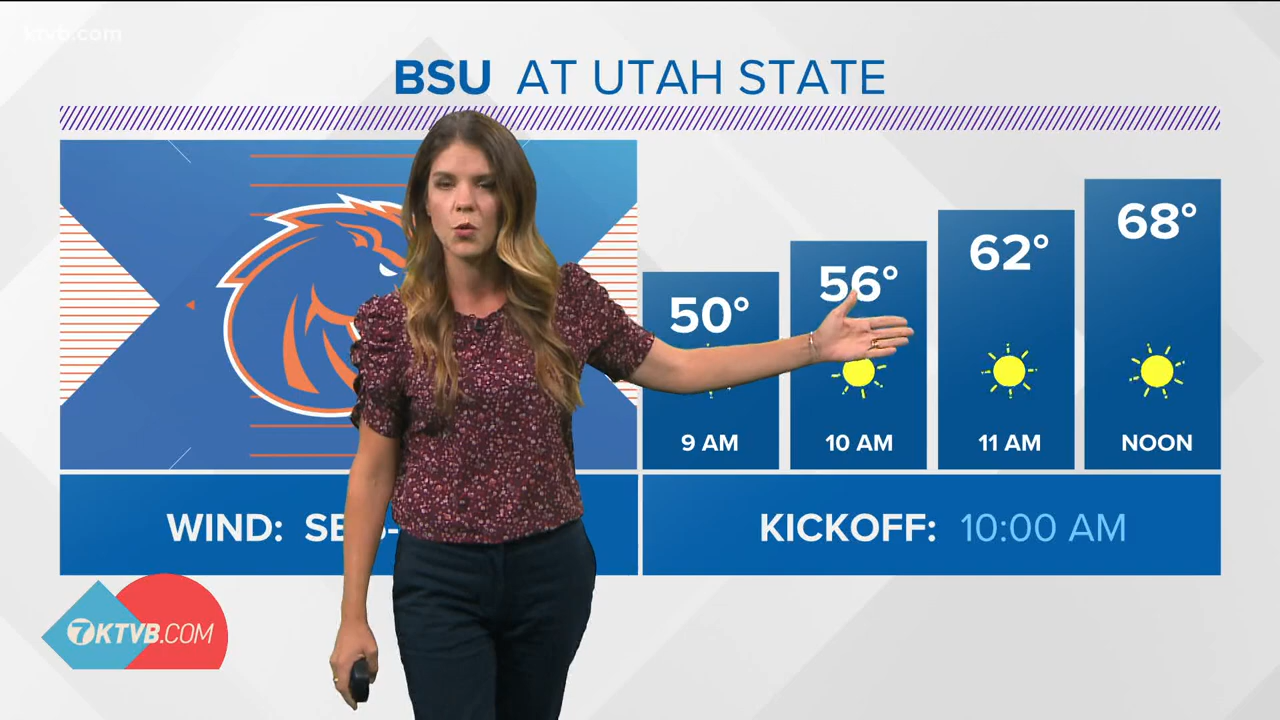 ktvb.com
BSU AT UTAH STATE
50° 56° 62° 68°
9 AM 10 AM 11 AM NOON
WIND: SE
KICKOFF: 10:00 AM
7KTVB.COM